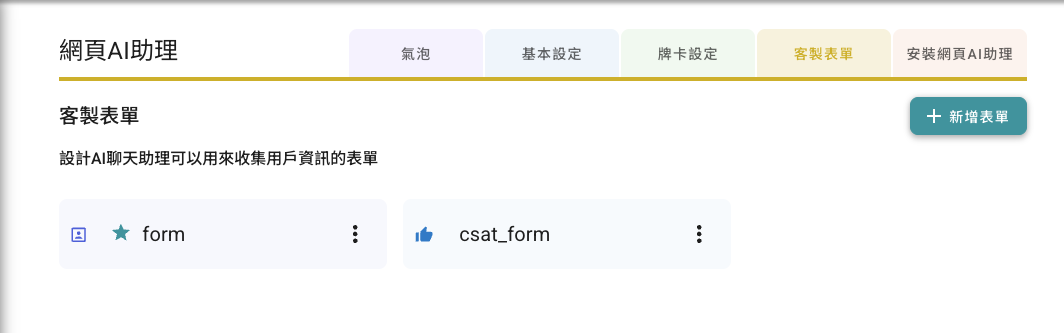 網頁AI助理
氣泡
基本設定
牌卡設定
客製表單
安裝網頁AI助理
客製表單
新增表單
設計AI聊天助理可以用來收集用戶資訊的表單
form
csat_form